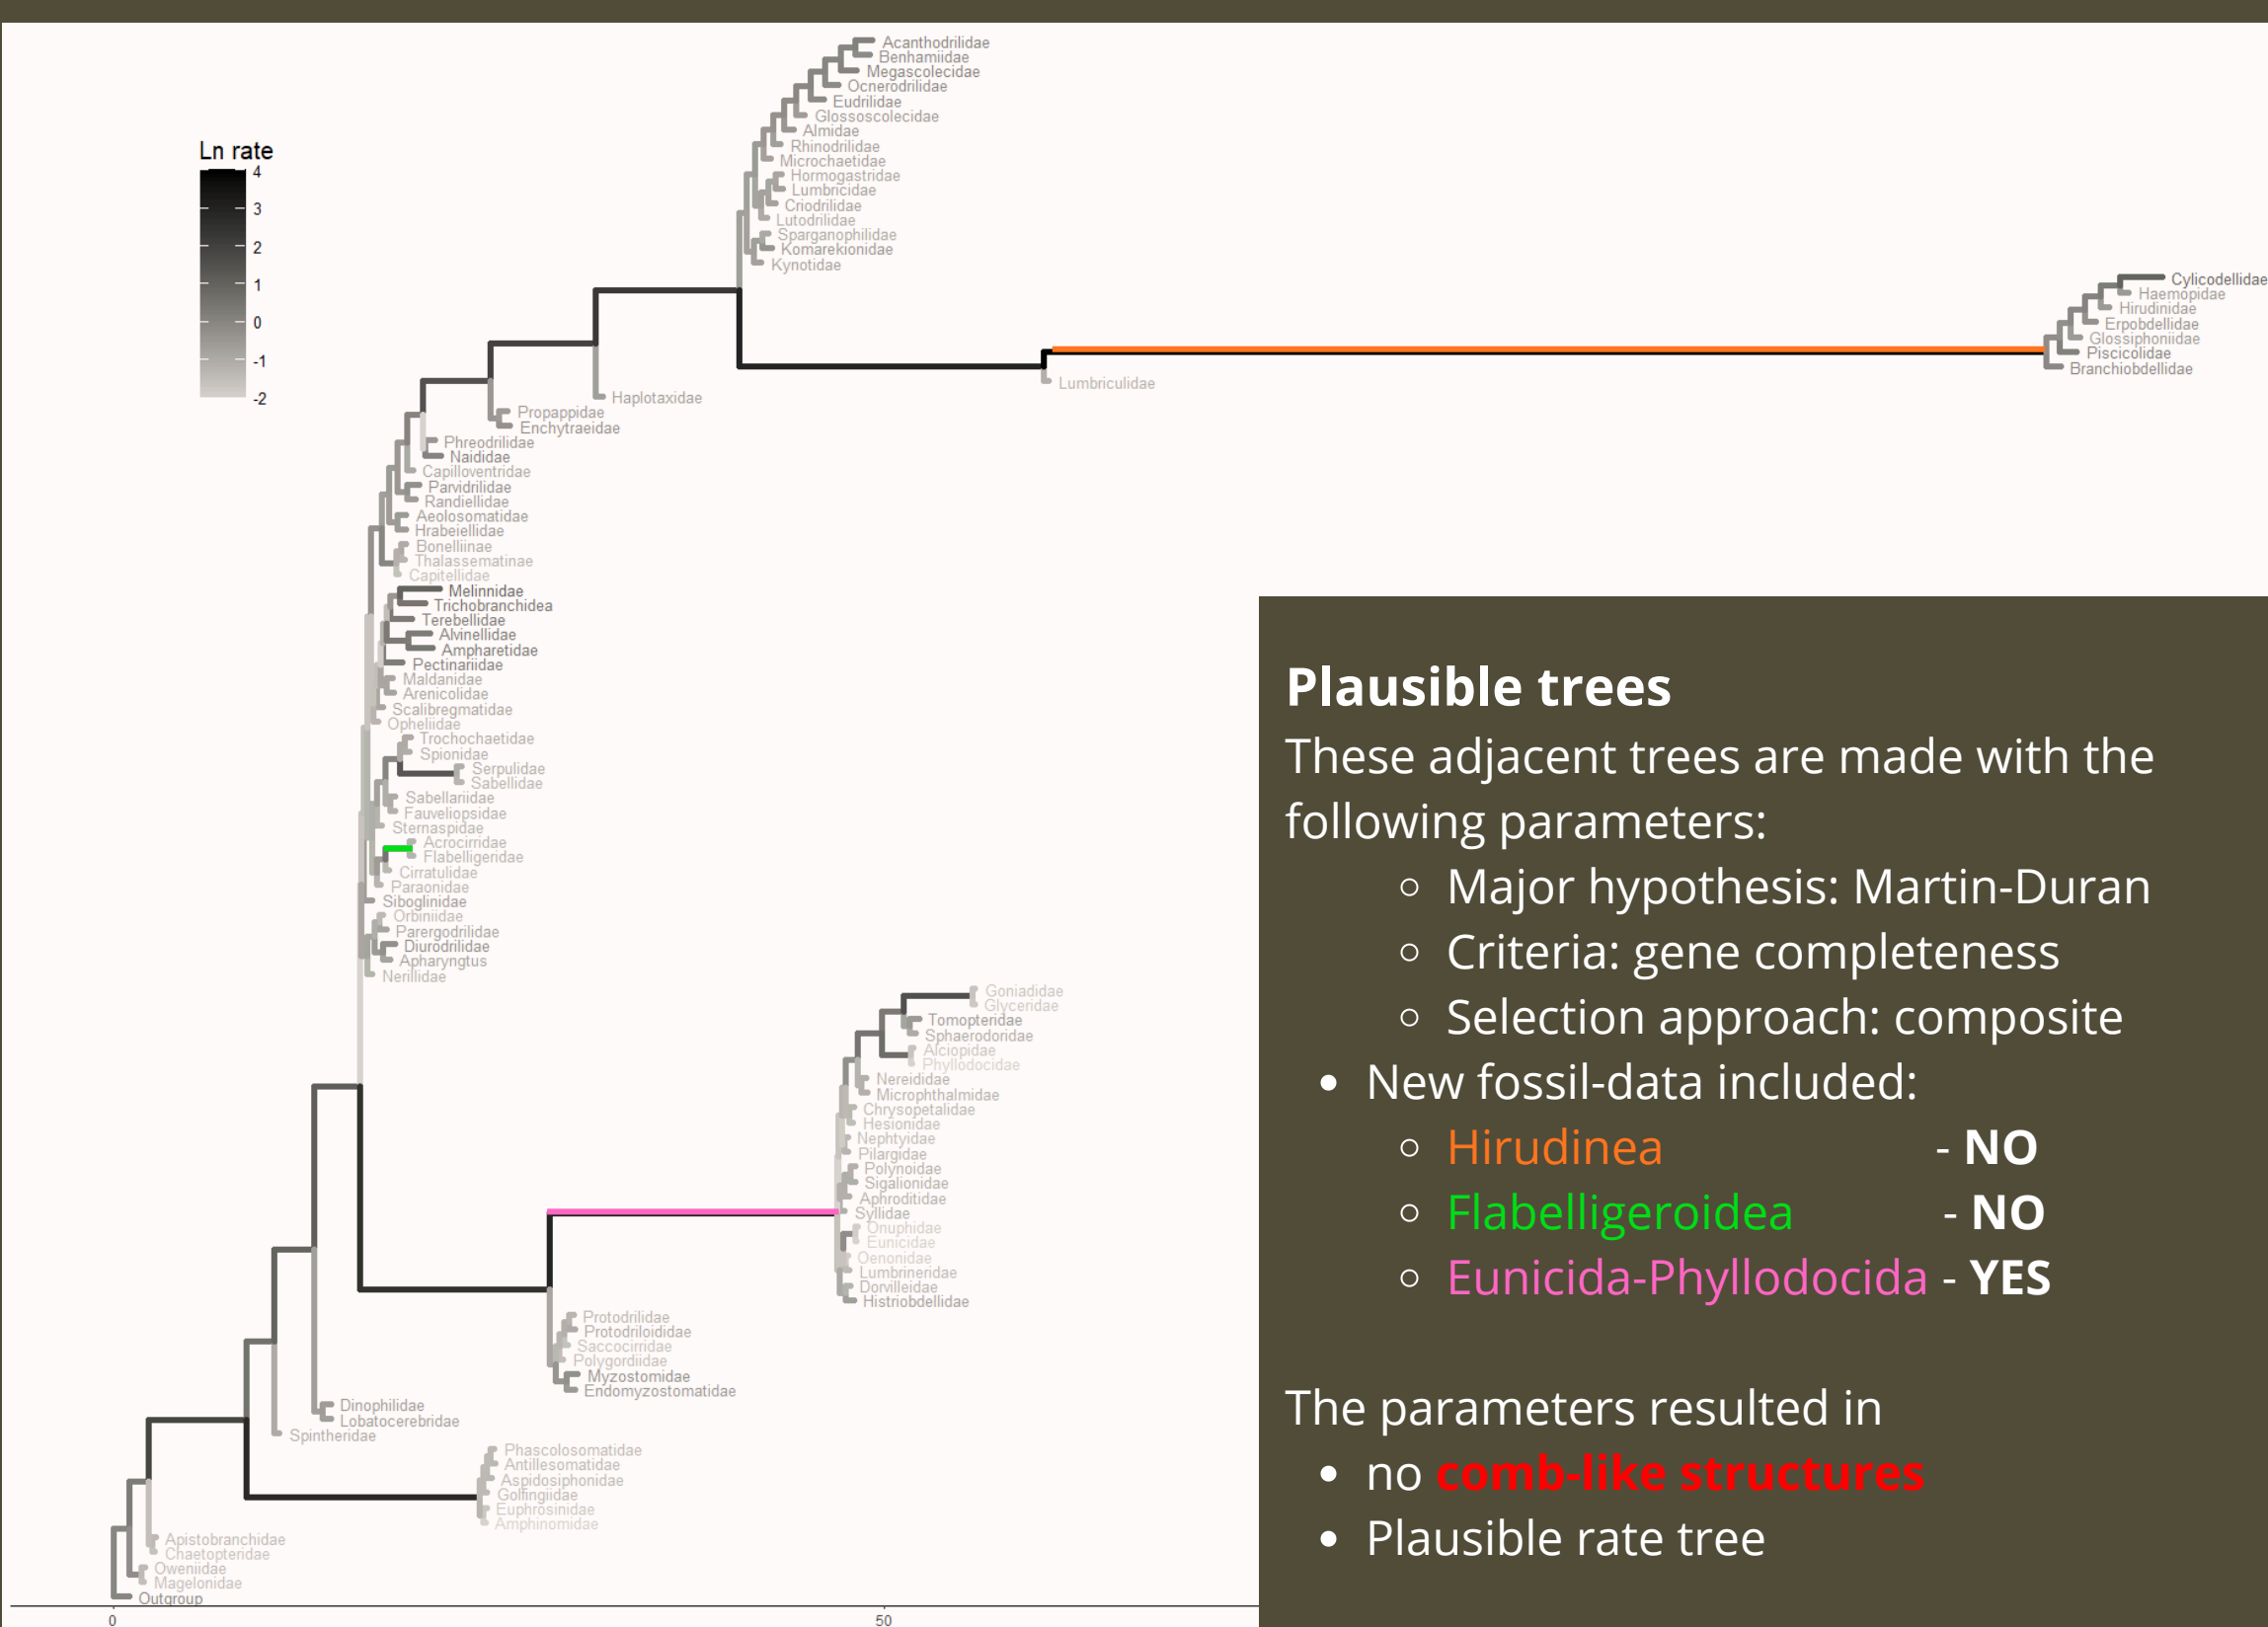 Ln rate
4
3
2
1
0
-1
-2
Acanthodrilidae
Benhamiidae
Megascolecidae
Ocnerodrilidae
Eudrilidae
Glossoscolecidae
Almidae
Rhinodrilidae
Microchaetidae
Hormogastridae
Lumbricidae
Criodrilidae
Lutodrilidae
Sparganophilidae
Komarekionidae
Kynotidae
Cylicodellidae
Haemopidae
Hirudinidae
Erpobdellidae
Glossiphoniidae
Piscicolidae
Branchiobdellidae
Lumbriculidae
Haplotaxidae
Propappidae
Enchytraeidae
Phreodrilidae
Naididae
Capilloventridae
Parvidrilidae
Randiellidae
Aeolosomatidae
Hrabeiellidae
Bonelliinae
Thalassematinae
Capitellidae
Melinnidae
Trichobranchidea
Terebellidae
Alvinellidae
Ampharetidae
Pectinariidae
Maldanidae
Arenicolidae
Scalibregmatidae
Opheliidae
Trochochaetidae
Spionidae
Serpulidae
Sabellidae
Sabellariidae
Fauveliopsidae
Sternaspidae
Acrocirridae
Flabelligeridae
Cirratulidae
Paraonidae
Siboglinidae
Orbiniidae
Parergodrilidae
Diurodrilidae
Apharyngtus
Nerillidae
Goniadidae
Glyceridae
Tomopteridae
Sphaerodoridae
Alciopidae
Phyllodocidae
Nereididae
Microphthalmidae
Chrysopetalidae
Hesionidae
Nephtyidae
Pilargidae
Polynoidae
Sigalionidae
Aphroditidae
Syllidae
Onuphidae
Eunicidae
Oenonidae
Lumbrineridae
Dorvilleidae
Histriobdellidae
Protodrilidae
Protodriloididae
Saccocirridae
Polygordiidae
Myzostomidae
Endomyzostomatidae
Dinophilidae
Lobatocerebridae
Spintheridae
Phascolosomatidae
Antillesomatidae
Aspidosiphonidae
Golfingiidae
Euphrosinidae
Amphinomidae
Apistobranchidae
Chaetopteridae
Oweniidae
Magelonidae
Outgroup
0
50
Plausible trees
These adjacent trees are made with the
following parameters:
Major hypothesis: Martin-Duran
Criteria: gene completeness
Selection approach: composite
New fossil-data included:
Hirudinea - NO
Flabelligeroidea - NO
Eunicida-Phyllodocida - YES
The parameters resulted in
no comb-like structures
Plausible rate tree